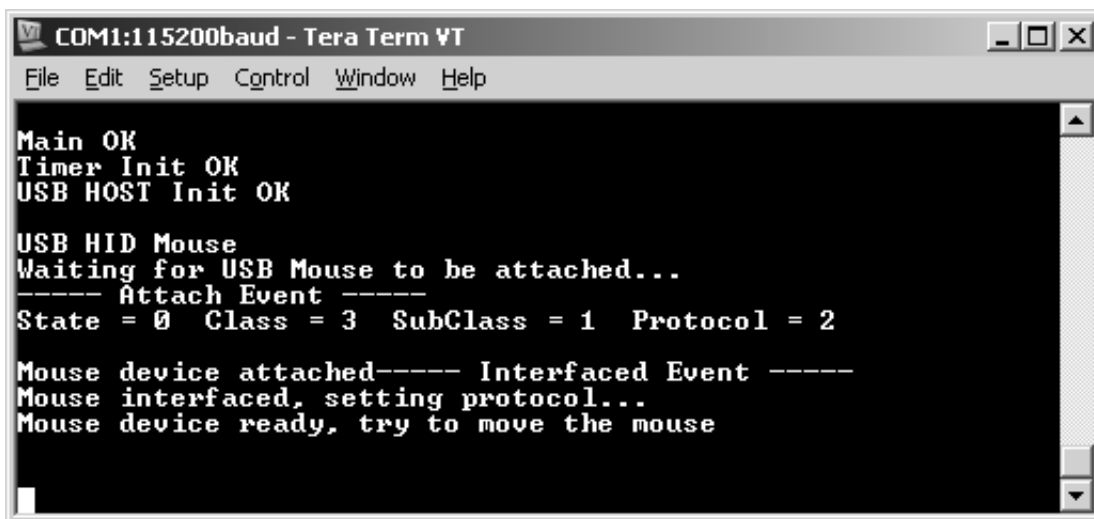 COM1:115200baud - Tera Term VT
File Edit Setup Control Window Help
Main OK
Timer Init OK
USB HOST Init OK
USB HID Mouse
Waiting for USB Mouse to be attached...
----- Attach Event -----
State = 0  Class = 3  SubClass = 1  Protocol = 2
Mouse device attached----- Interfaced Event -----
Mouse interfaced, setting protocol...
Mouse device ready, try to move the mouse